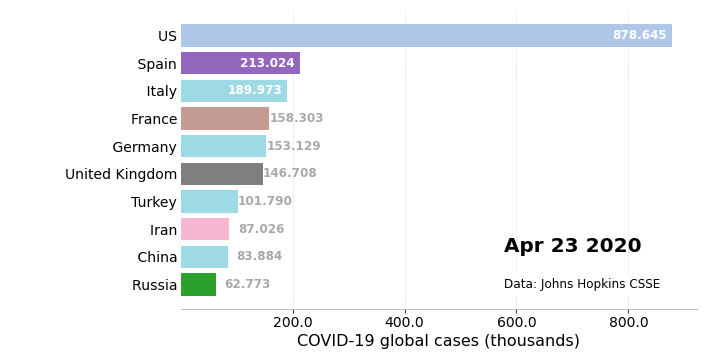 US 878.645
Spain 213.024
Italy 189.973
France 158.303
Germany 153.129
United Kingdom 146.708
Turkey 101.790
Iran 87.026
China 83.884
Russia 62.773
Apr 23 2020
Data: Johns Hopkins CSSE
200.0 400.0 600.0 800.0
COVID-19 global cases (thousands)